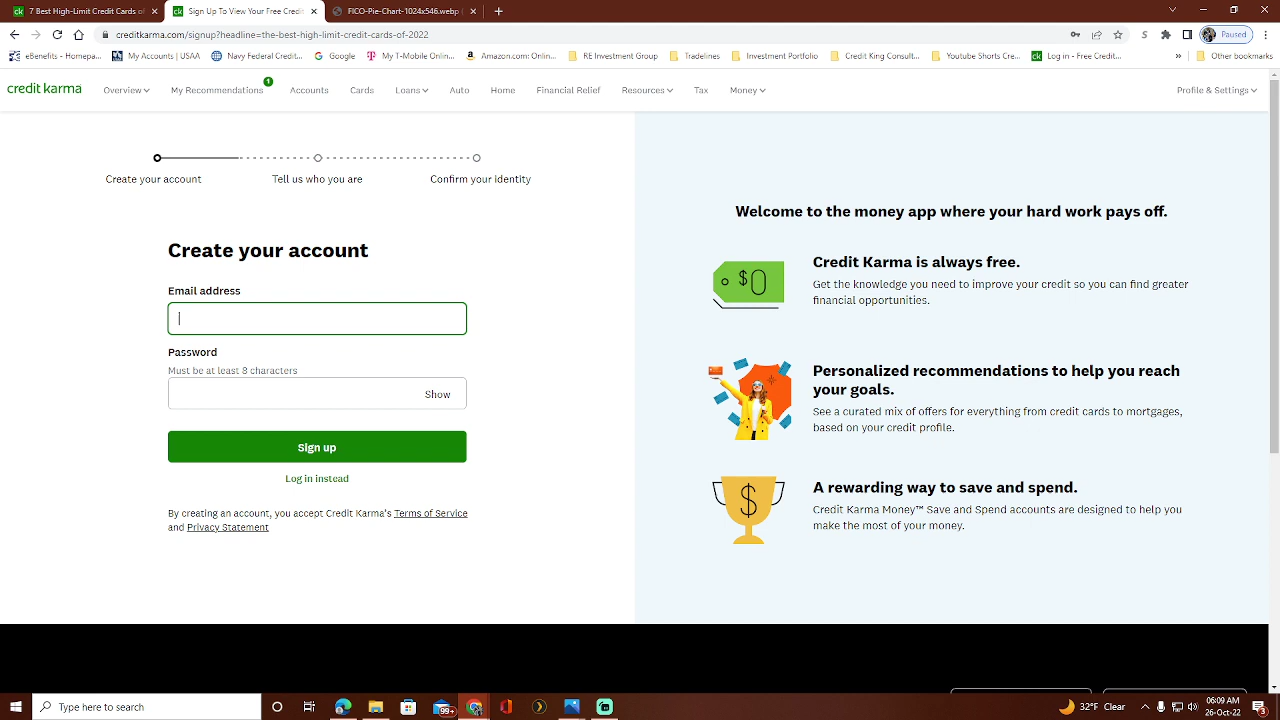 7 Best High-Limit Credit Cards of
Sign Up To View Your Free Credit
FICO-Pie-Chart-1024x546.webp (
creditkarma.com/signup?headline=the-best-high-limit-credit-cards-of-2022
Paused
eBenefits - Homepa...
My Accounts | USAA
Navy Federal Credit...
Google
My T-Mobile Onlin...
Amazon.com: Onlin...
RE Investment Group
Tradelines
Investment Portfolio
Credit King Consult...
Youtube Shorts Cre...
Log in - Free Credit...
Other bookmarks
credit karma
Overview
My Recommendations
1
Accounts
Cards
Loans
Auto
Home
Financial Relief
Resources
Tax
Money
Profile & Settings
Create your account
Tell us who you are
Confirm your identity
Create your account
Email address
Password
Must be at least 8 characters
Show
Sign up
Log in instead
By creating an account, you accept Credit Karma's Terms of Service
and Privacy Statement
Welcome to the money app where your hard work pays off.
$0
Credit Karma is always free.
Get the knowledge you need to improve your credit so you can find greater
financial opportunities.
Personalized recommendations to help you reach
your goals.
See a curated mix of offers for everything from credit cards to mortgages,
based on your credit profile.
$
A rewarding way to save and spend.
Credit Karma Money™ Save and Spend accounts are designed to help you
make the most of your money.
Type here to search
99+
32°F Clear
06:09 AM
26-Oct-22
3